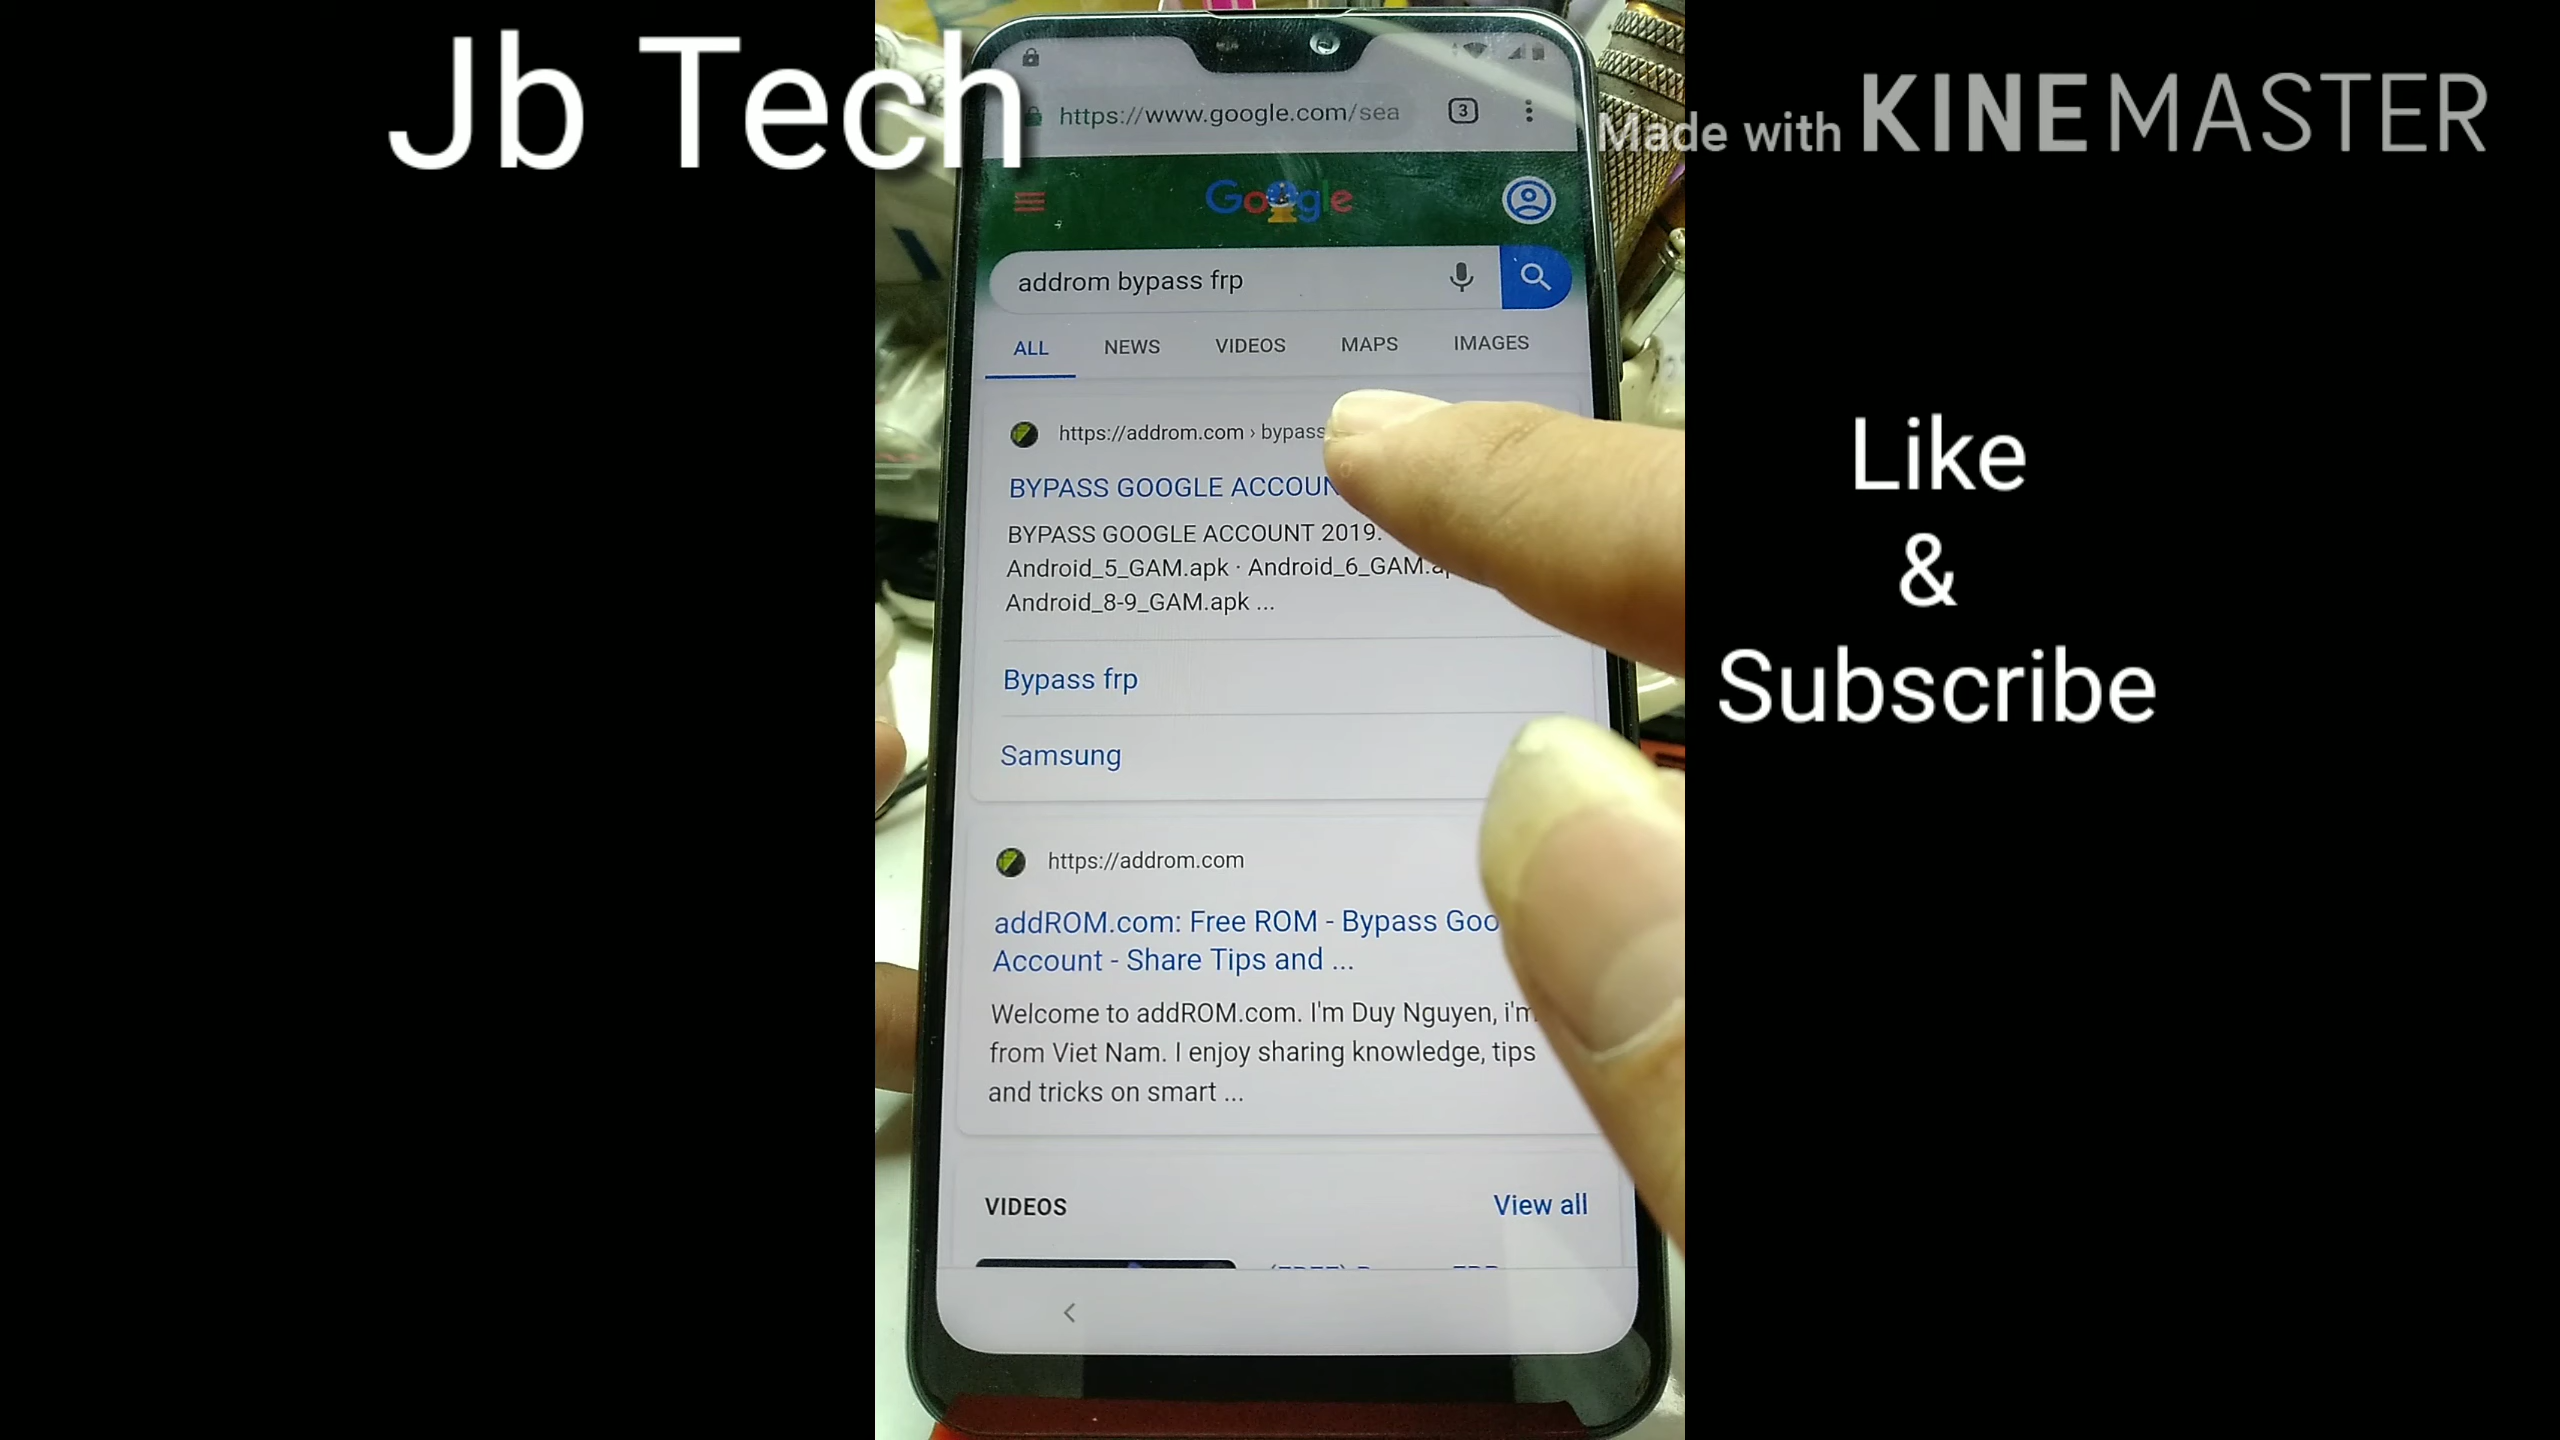 Jb Tech
Made with KINEMASTER
https://www.google.com/sea
3
Google
addrom bypass frp
ALL NEWS VIDEOS MAPS IMAGES
https://addrom.com › bypass
BYPASS GOOGLE ACCOUN
BYPASS GOOGLE ACCOUNT 2019.
Android_5_GAM.apk · Android_6_GAM.a
Android_8-9_GAM.apk ...
Bypass frp
Samsung
https://addrom.com
addROM.com: Free ROM - Bypass Goo
Account - Share Tips and ...
Welcome to addROM.com. I'm Duy Nguyen, i'm
from Viet Nam. I enjoy sharing knowledge, tips
and tricks on smart ...
VIDEOS
View all
Like
&
Subscribe